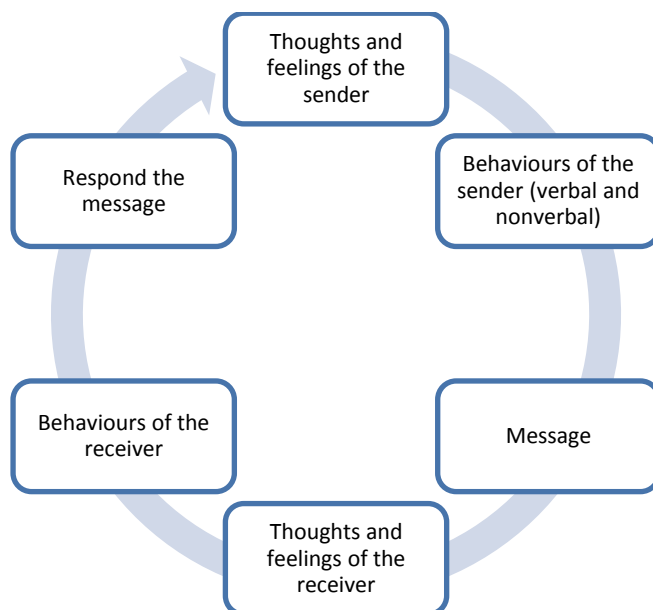 Thoughts and
feelings of the
sender
Behaviours of the
sender (verbal and
nonverbal)
Message
Thoughts and
feelings of the
receiver
Behaviours of the
receiver
Respond the
message